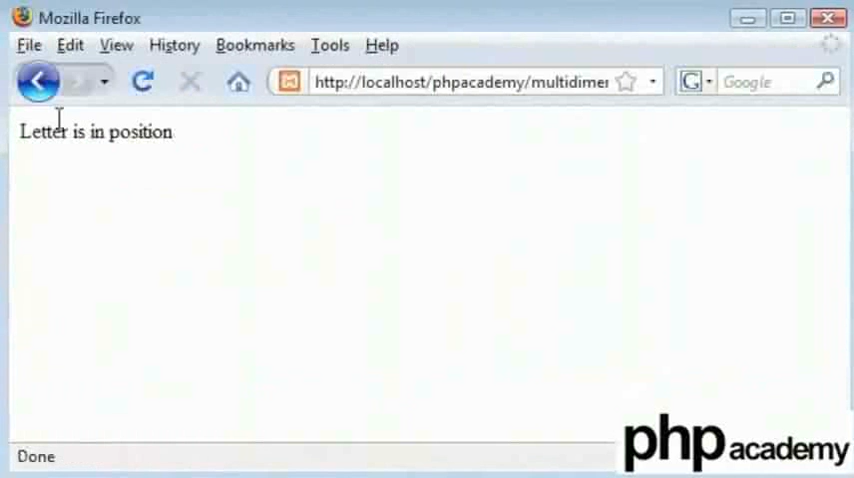 Mozilla Firefox
File Edit View History Bookmarks Tools Help
http://localhost/phpacademy/multidimer Google
Letter is in position
Done
php academy